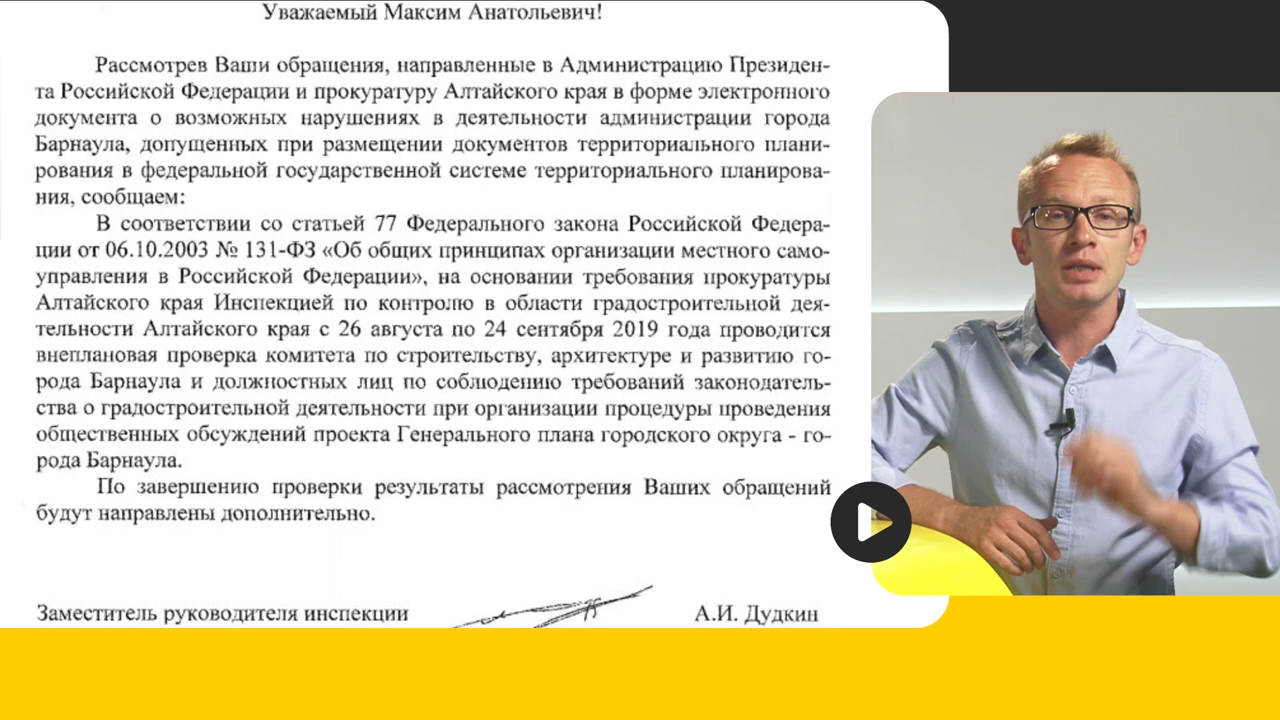 Уважаемый Максим Анатольевич!
Рассмотрев Ваши обращения, направленные в Администрацию Президен-
та Российской Федерации и прокуратуру Алтайского края в форме электронного
документа о возможных нарушениях в деятельности администрации города
Барнаула, допущенных при размещении документов территориального плани-
рования в федеральной государственной системе территориального планирова-
ния, сообщаем:
В соответствии со статьей 77 Федерального закона Российской Федера-
ции от 06.10.2003 № 131-ФЗ «Об общих принципах организации местного само-
управления в Российской Федерации», на основании требования прокуратуры
Алтайского края Инспекцией по контролю в области градостроительной дея-
тельности Алтайского края с 26 августа по 24 сентября 2019 года проводится
внеплановая проверка комитета по строительству, архитектуре и развитию го-
рода Барнаула и должностных лиц по соблюдению требований законодатель-
ства о градостроительной деятельности при организации процедуры проведения
общественных обсуждений проекта Генерального плана городского округа - го-
рода Барнаула.
По завершению проверки результаты рассмотрения Ваших обращений
будут направлены дополнительно.
Заместитель руководителя инспекции А.И. Дудкин